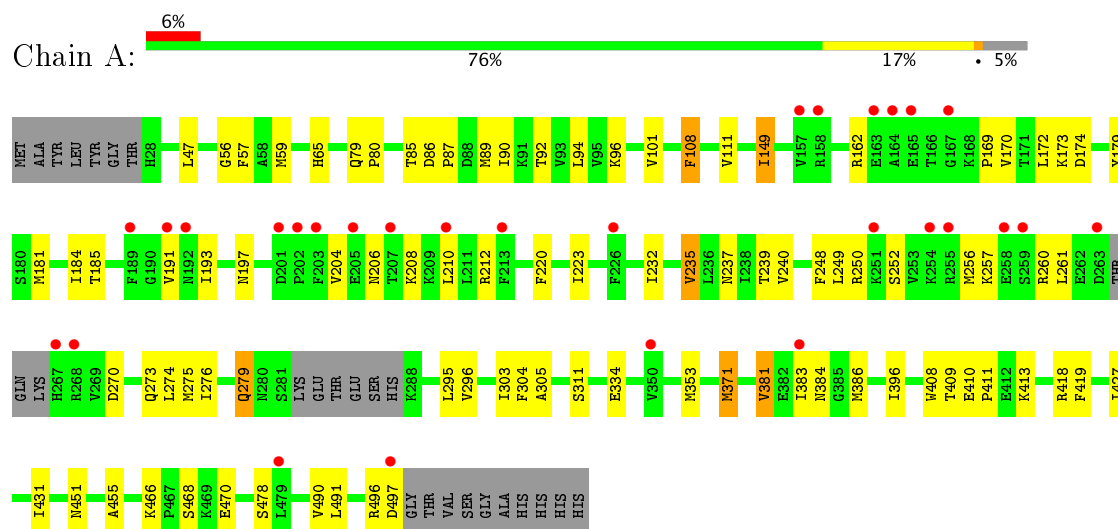 6%
Chain A:
76% 17% • 5%
MET ALA TYR LEU TYR GLY THR H28 L47 G56 F57 A58 M59 H65 Q79 P80 T85 D86 P87 D88 M89 I90 K91 T92 V93 L94 V95 K96 V101 F108 V111 I149 V157 R158 R162 E163 A164 E165 T166 G167 K168 P169 V170 T171 L172 K173 D174
S180 M181 I184 T185 F189 G190 V191 N192 I193 N197 D201 P202 F203 V204 E205 N206 T207 K208 K209 L210 L211 R212 F213 F220 I223 F226 I232 V235 L236 N237 I238 T239 V240 F248 L249 R250 K251 S252 V253 K254 R255 M256 K257 E258 S259 R260 L261 E262 D263 THR
GLN LYS H267 R268 V269 D270 Q273 L274 M275 I276 Q279 N280 S281 LYS GLU THR GLU SER HIS K288 L295 V296 I303 F304 A305 S311 E334 V350 M353 M371 V381 E382 I383 N384 G385 M386 I396 W408 T409 E410 P411 E412 K413 R418 F419
I431 N451 A455 K466 P467 S468 K469 E470 S478 L479 V490 L491 R496 D497 GLY THR VAL SER GLY ALA HIS HIS HIS HIS